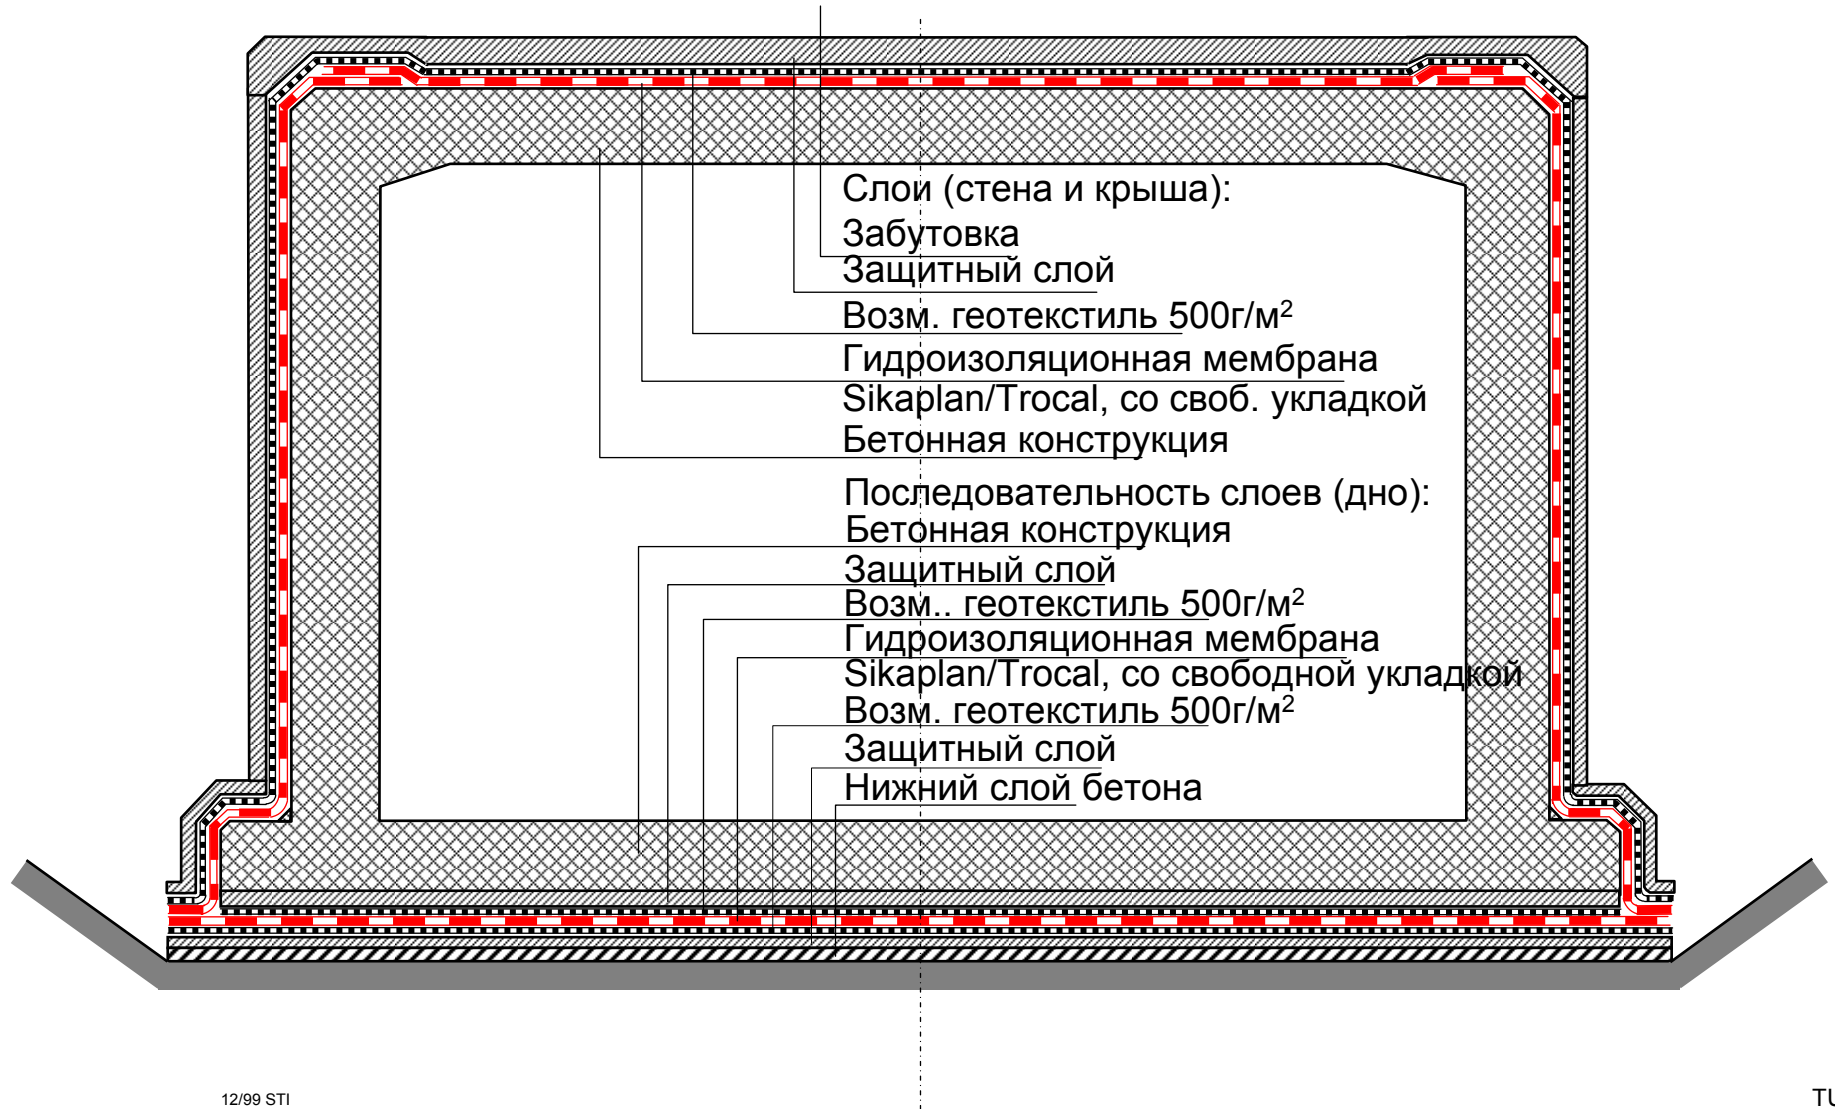 Слои (стена и крыша):
Забутовка
Защитный слой
Возм. геотекстиль 500г/м²
Гидроизоляционная мембрана
Sikaplan/Trocal, со своб. укладкой
Бетонная конструкция
Последовательность слоев (дно):
Бетонная конструкция
Защитный слой
Возм.. геотекстиль 500г/м²
Гидроизоляционная мембрана
Sikaplan/Trocal, со свободной укладкой
Возм. геотекстиль 500г/м²
Защитный слой
Нижний слой бетона
12/99 STI